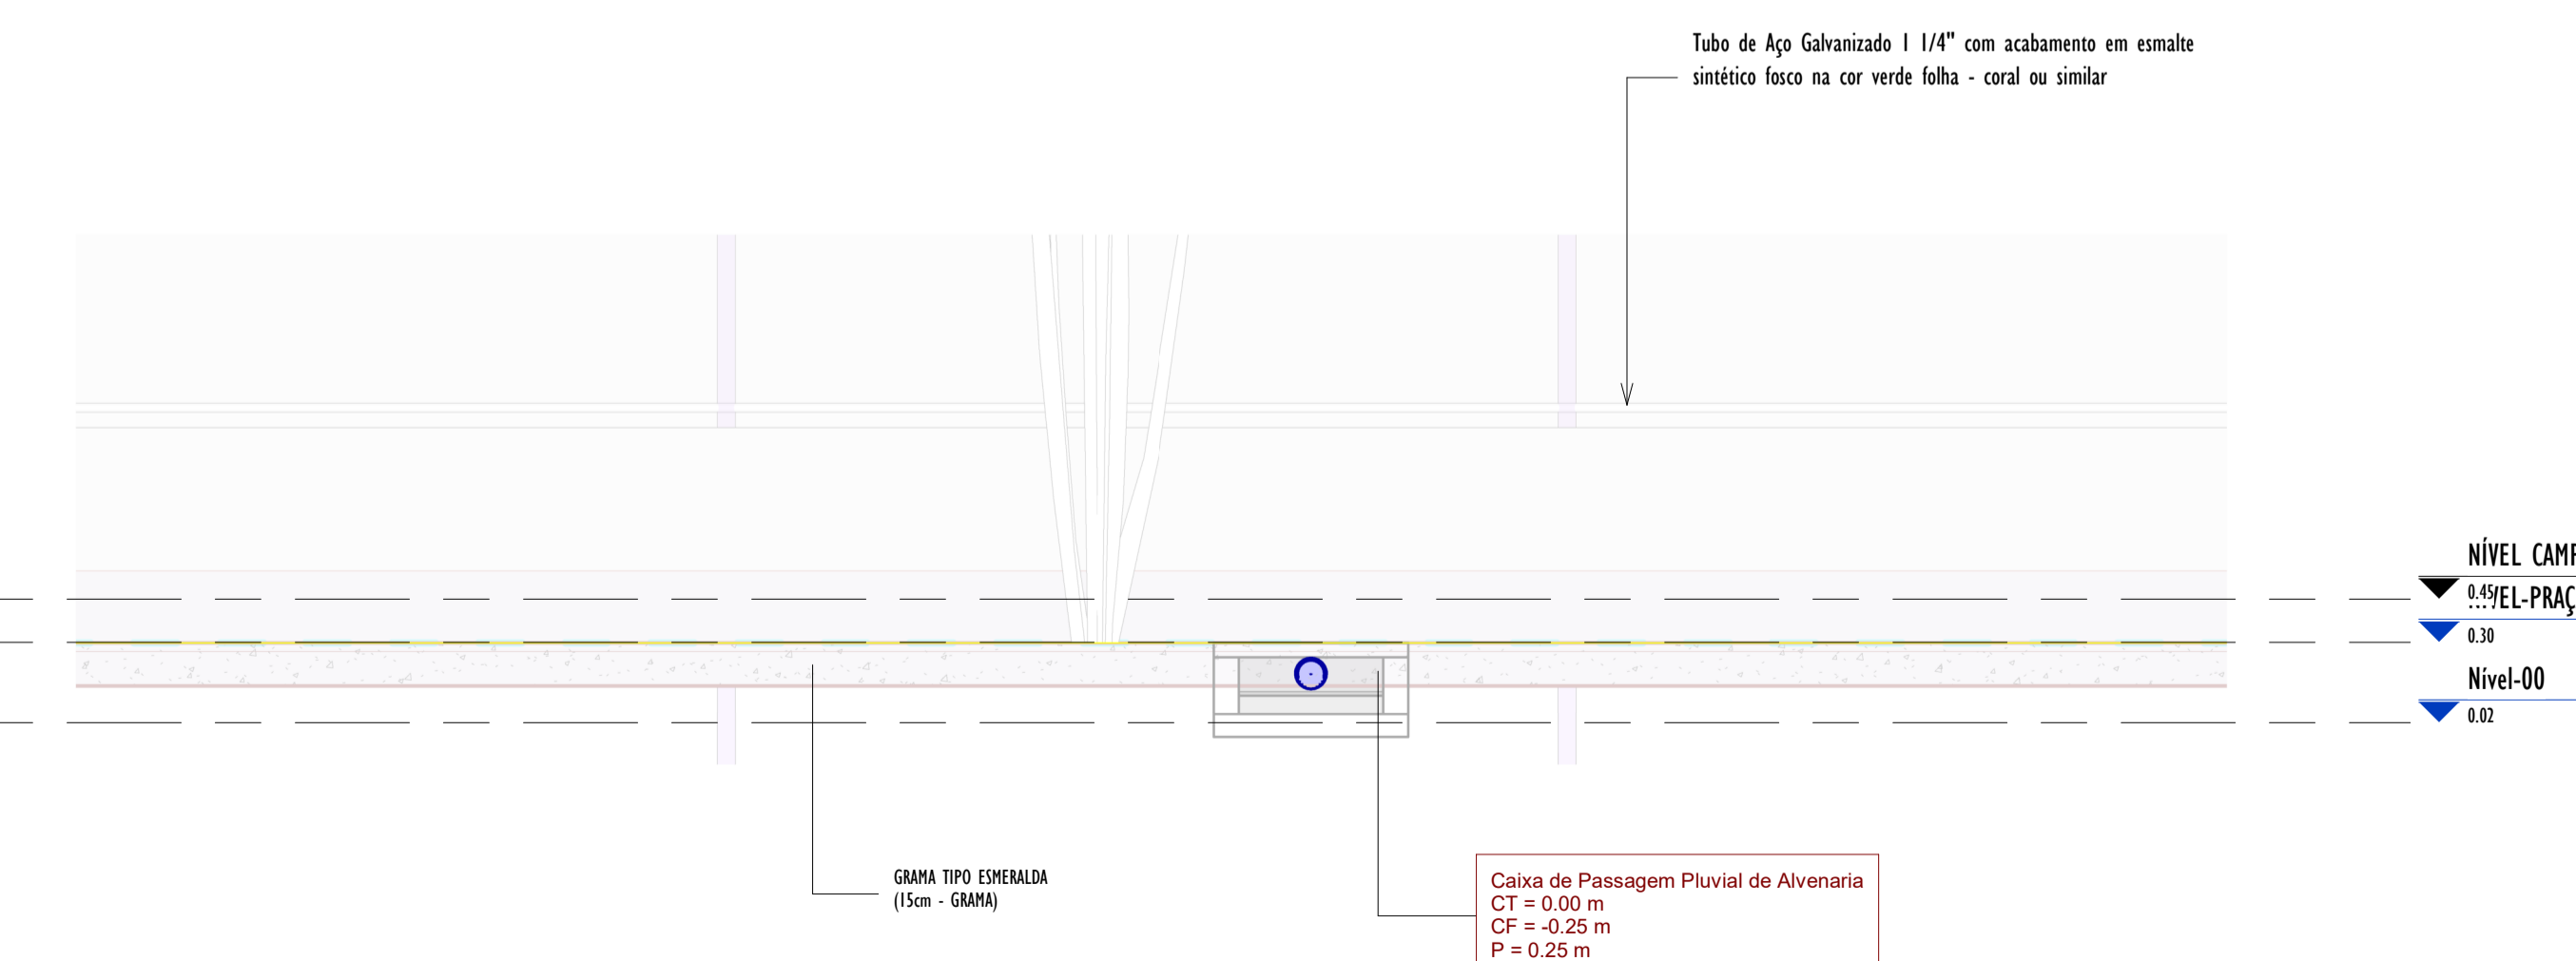 Tubo de Aço Galvanizado 1 1/4" com acabamento em esmalte
sintético fosco na cor verde folha - coral ou similar
NÍVEL CAMP
0.45
...VEL-PRAÇ
0.30
Nível-00
0.02
GRAMA TIPO ESMERALDA
(15cm - GRAMA)
Caixa de Passagem Pluvial de Alvenaria
CT = 0.00 m
CF = -0.25 m
P = 0.25 m